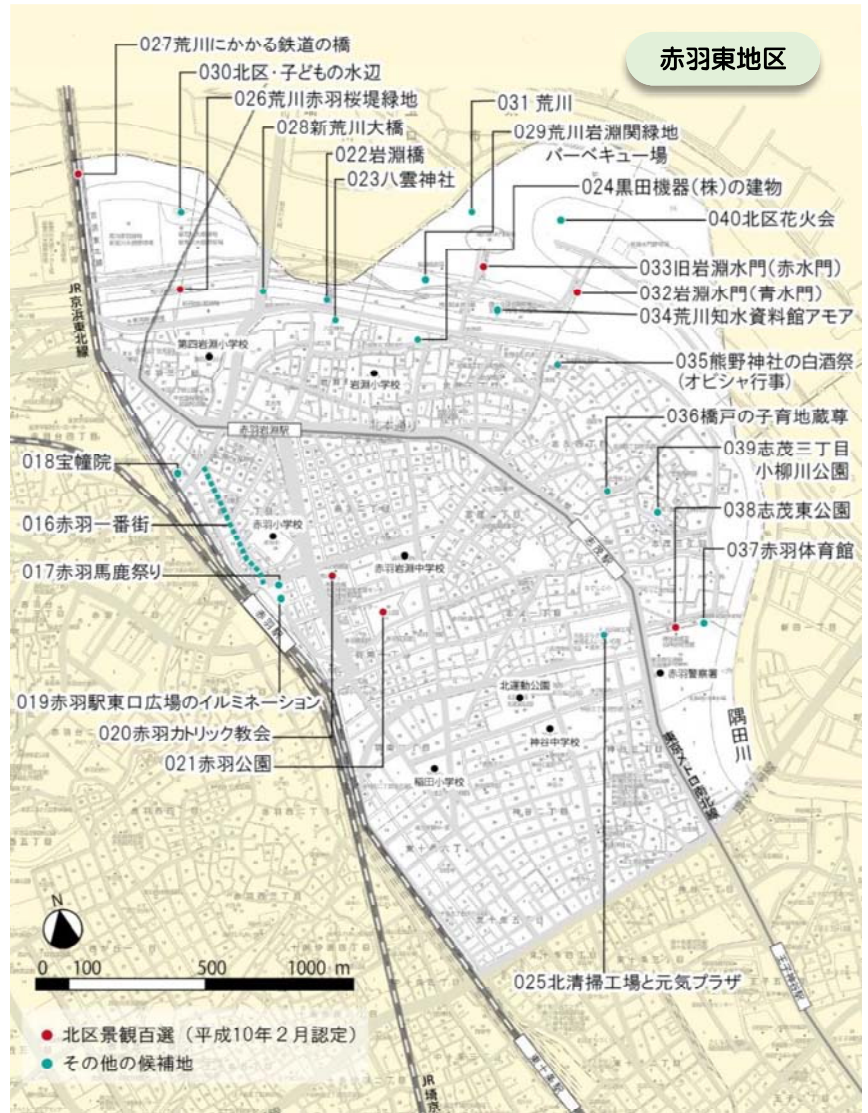 赤羽東地区
027荒川にかかる鉄道の橋
030北区・子どもの水辺
026荒川赤羽桜堤緑地
028新荒川大橋
022岩淵橋
023八雲神社
031 荒川
029荒川岩淵関緑地
バーベキュー場
024黒田機器(株)の建物
040北区花火会
033旧岩淵水門(赤水門)
032岩淵水門(青水門)
034荒川知水資料館アモア
035熊野神社の白酒祭
(オビシャ行事)
036橋戸の子育地蔵尊
039志茂三丁目
小柳川公園
038志茂東公園
037赤羽体育館
JR京浜東北線
第四岩淵小学校
岩淵小学校
赤羽岩淵駅
北本通り
018宝幢院
016赤羽一番街
赤羽小学校
017赤羽馬鹿祭り
赤羽岩淵中学校
志茂駅
赤羽駅
019赤羽駅東口広場のイルミネーション
020赤羽カトリック教会
021赤羽公園
北運動公園
赤羽警察署
神谷中学校
稲田小学校
隅田川
東京メトロ南北線
025北清掃工場と元気プラザ
王子神谷駅
東十条駅
JR埼京
N
0 100 500 1000 m
北区景観百選(平成10年2月認定)
その他の候補地